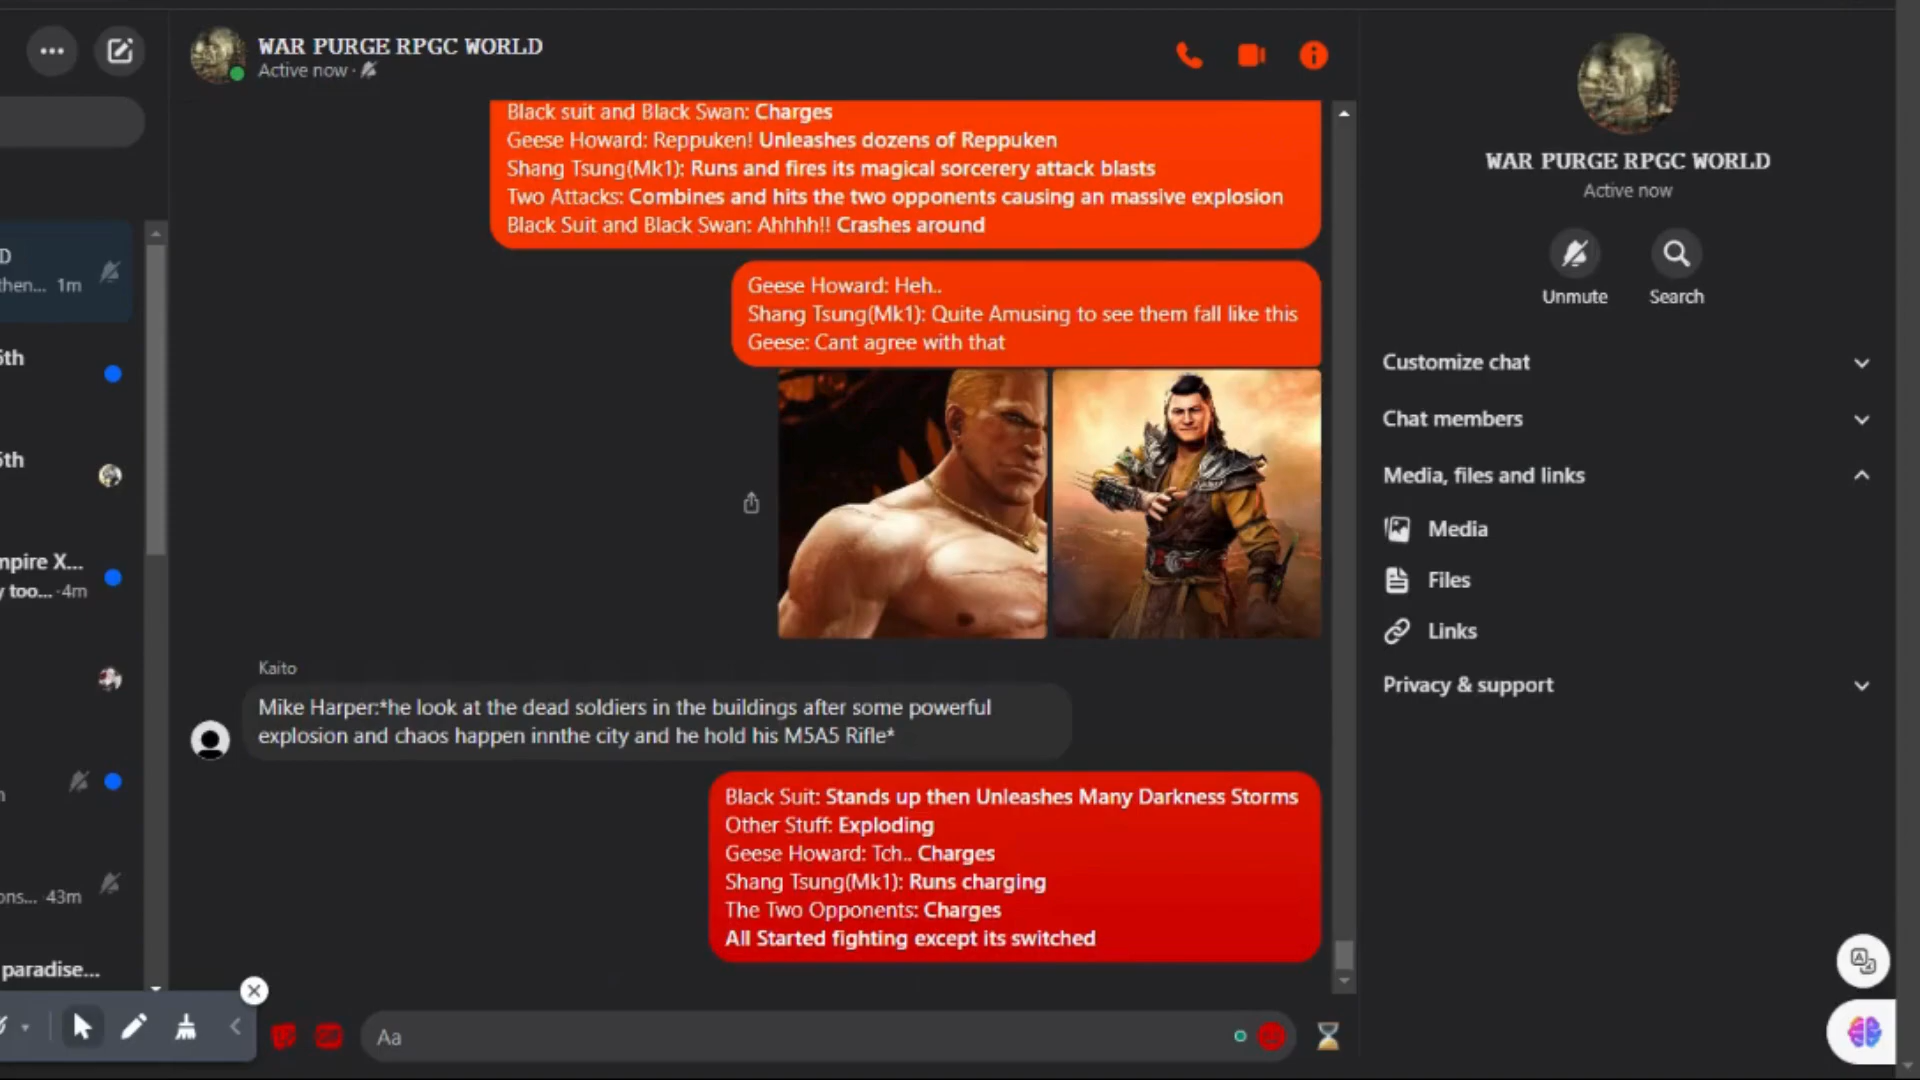 WAR PURGE RPGC WORLD
Active now ·
Black suit and Black Swan: Charges
Geese Howard: Reppuken! Unleashes dozens of Reppuken
Shang Tsung(Mk1): Runs and fires its magical sorcerery attack blasts
Two Attacks: Combines and hits the two opponents causing an massive explosion
Black Suit and Black Swan: Ahhhh!! Crashes around
Geese Howard: Heh..
Shang Tsung(Mk1): Quite Amusing to see them fall like this
Geese: Cant agree with that
Kaito
Mike Harper:*he look at the dead soldiers in the buildings after some powerful
explosion and chaos happen innthe city and he hold his M5A5 Rifle*
Black Suit: Stands up then Unleashes Many Darkness Storms
Other Stuff: Exploding
Geese Howard: Tch.. Charges
Shang Tsung(Mk1): Runs charging
The Two Opponents: Charges
All Started fighting except its switched
Aa
D
then... 1m
5th
5th
mpire X...
y too... ·4m
ons... 43m
paradise...
WAR PURGE RPGC WORLD
Active now
Unmute
Search
Customize chat
Chat members
Media, files and links
Media
Files
Links
Privacy & support